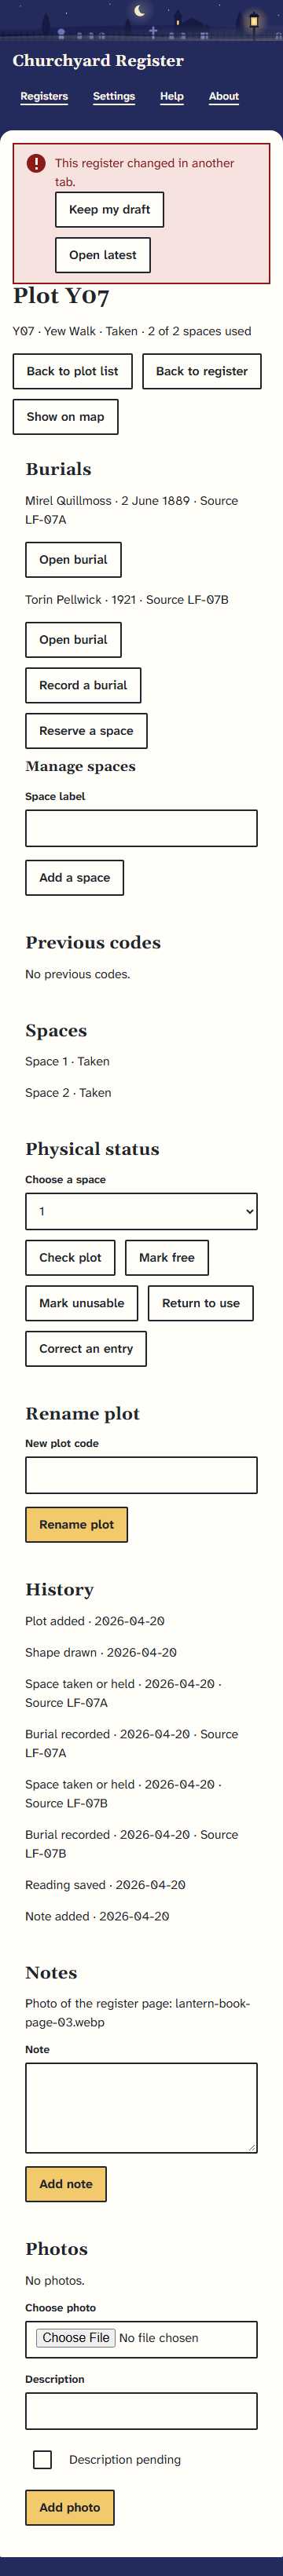 Churchyard Register
Registers Settings Help About
This register changed in another
tab.
Keep my draft
Open latest
Plot Y07
Y07 · Yew Walk · Taken · 2 of 2 spaces used
Back to plot list Back to register
Show on map
Burials
Mirel Quillmoss · 2 June 1889 · Source
LF-07A
Open burial
Torin Pellwick · 1921 · Source LF-07B
Open burial
Record a burial
Reserve a space
Manage spaces
Space label
Add a space
Previous codes
No previous codes.
Spaces
Space 1 · Taken
Space 2 · Taken
Physical status
Choose a space
1
Check plot Mark free
Mark unusable Return to use
Correct an entry
Rename plot
New plot code
Rename plot
History
Plot added · 2026-04-20
Shape drawn · 2026-04-20
Space taken or held · 2026-04-20 ·
Source LF-07A
Burial recorded · 2026-04-20 · Source
LF-07A
Space taken or held · 2026-04-20 ·
Source LF-07B
Burial recorded · 2026-04-20 · Source
LF-07B
Reading saved · 2026-04-20
Note added · 2026-04-20
Notes
Photo of the register page: lantern-book-
page-03.webp
Note
Add note
Photos
No photos.
Choose photo
Choose File No file chosen
Description
Description pending
Add photo